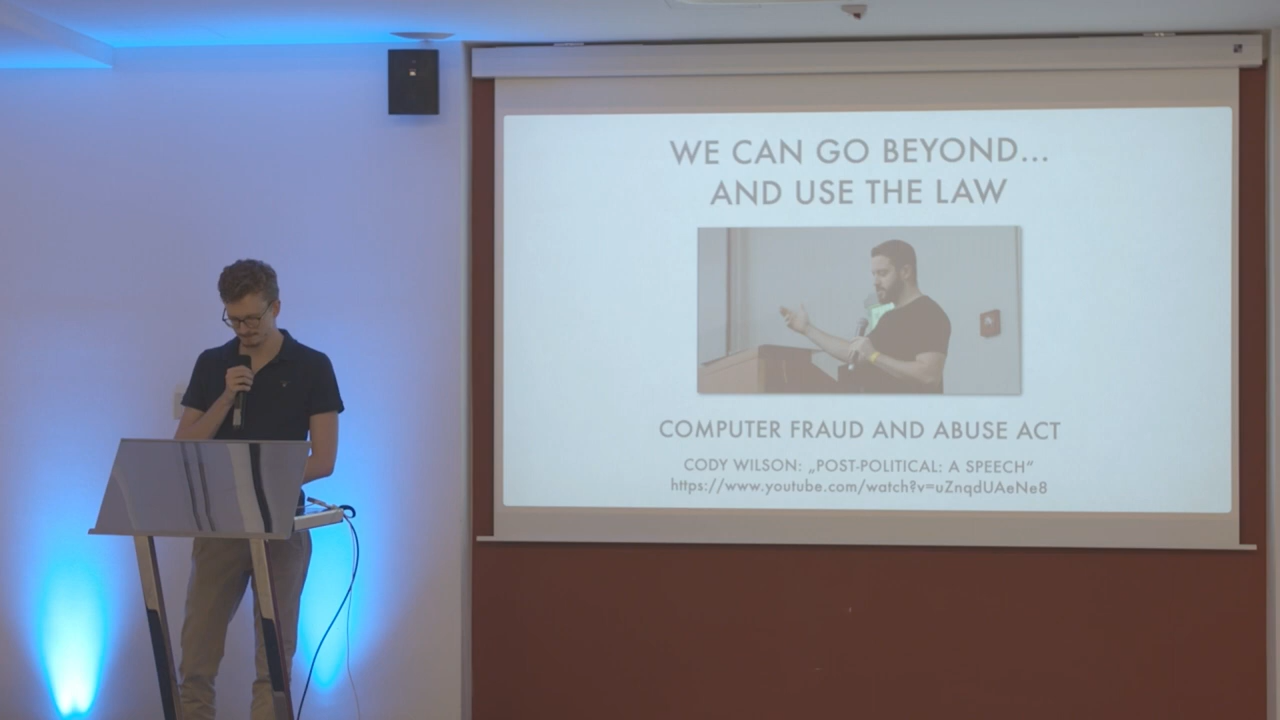 WE CAN GO BEYOND...
AND USE THE LAW
COMPUTER FRAUD AND ABUSE ACT
CODY WILSON: „POST-POLITICAL: A SPEECH“
https://www.youtube.com/watch?v=uZnqdUAeNe8